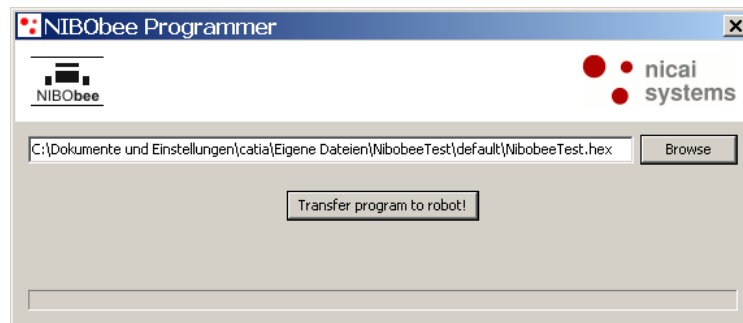 NIBObee Programmer
NIBObee
nicai
systems
C:\Dokumente und Einstellungen\catia\Eigene Dateien\NibobeeTest\default\NibobeeTest.hex
Browse
Transfer program to robot!